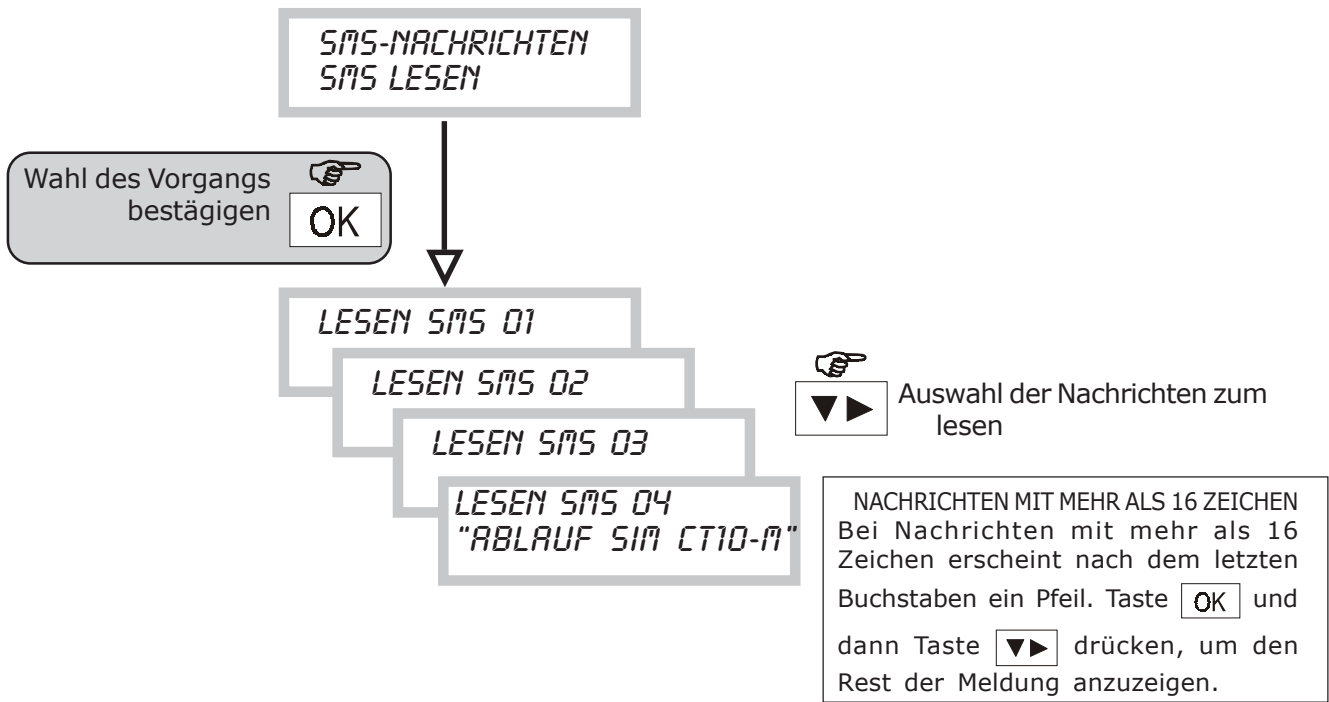 SMS-NACHRICHTEN
SMS LESEN
Wahl des Vorgangs
bestägigen
OK
LESEN SMS 01
LESEN SMS 02
LESEN SMS 03
LESEN SMS 04
"ABLAUF SIM CT10-M"
▼▶ Auswahl der Nachrichten zum
lesen
NACHRICHTEN MIT MEHR ALS 16 ZEICHEN
Bei Nachrichten mit mehr als 16
Zeichen erscheint nach dem letzten
Buchstaben ein Pfeil. Taste OK und
dann Taste ▼▶ drücken, um den
Rest der Meldung anzuzeigen.